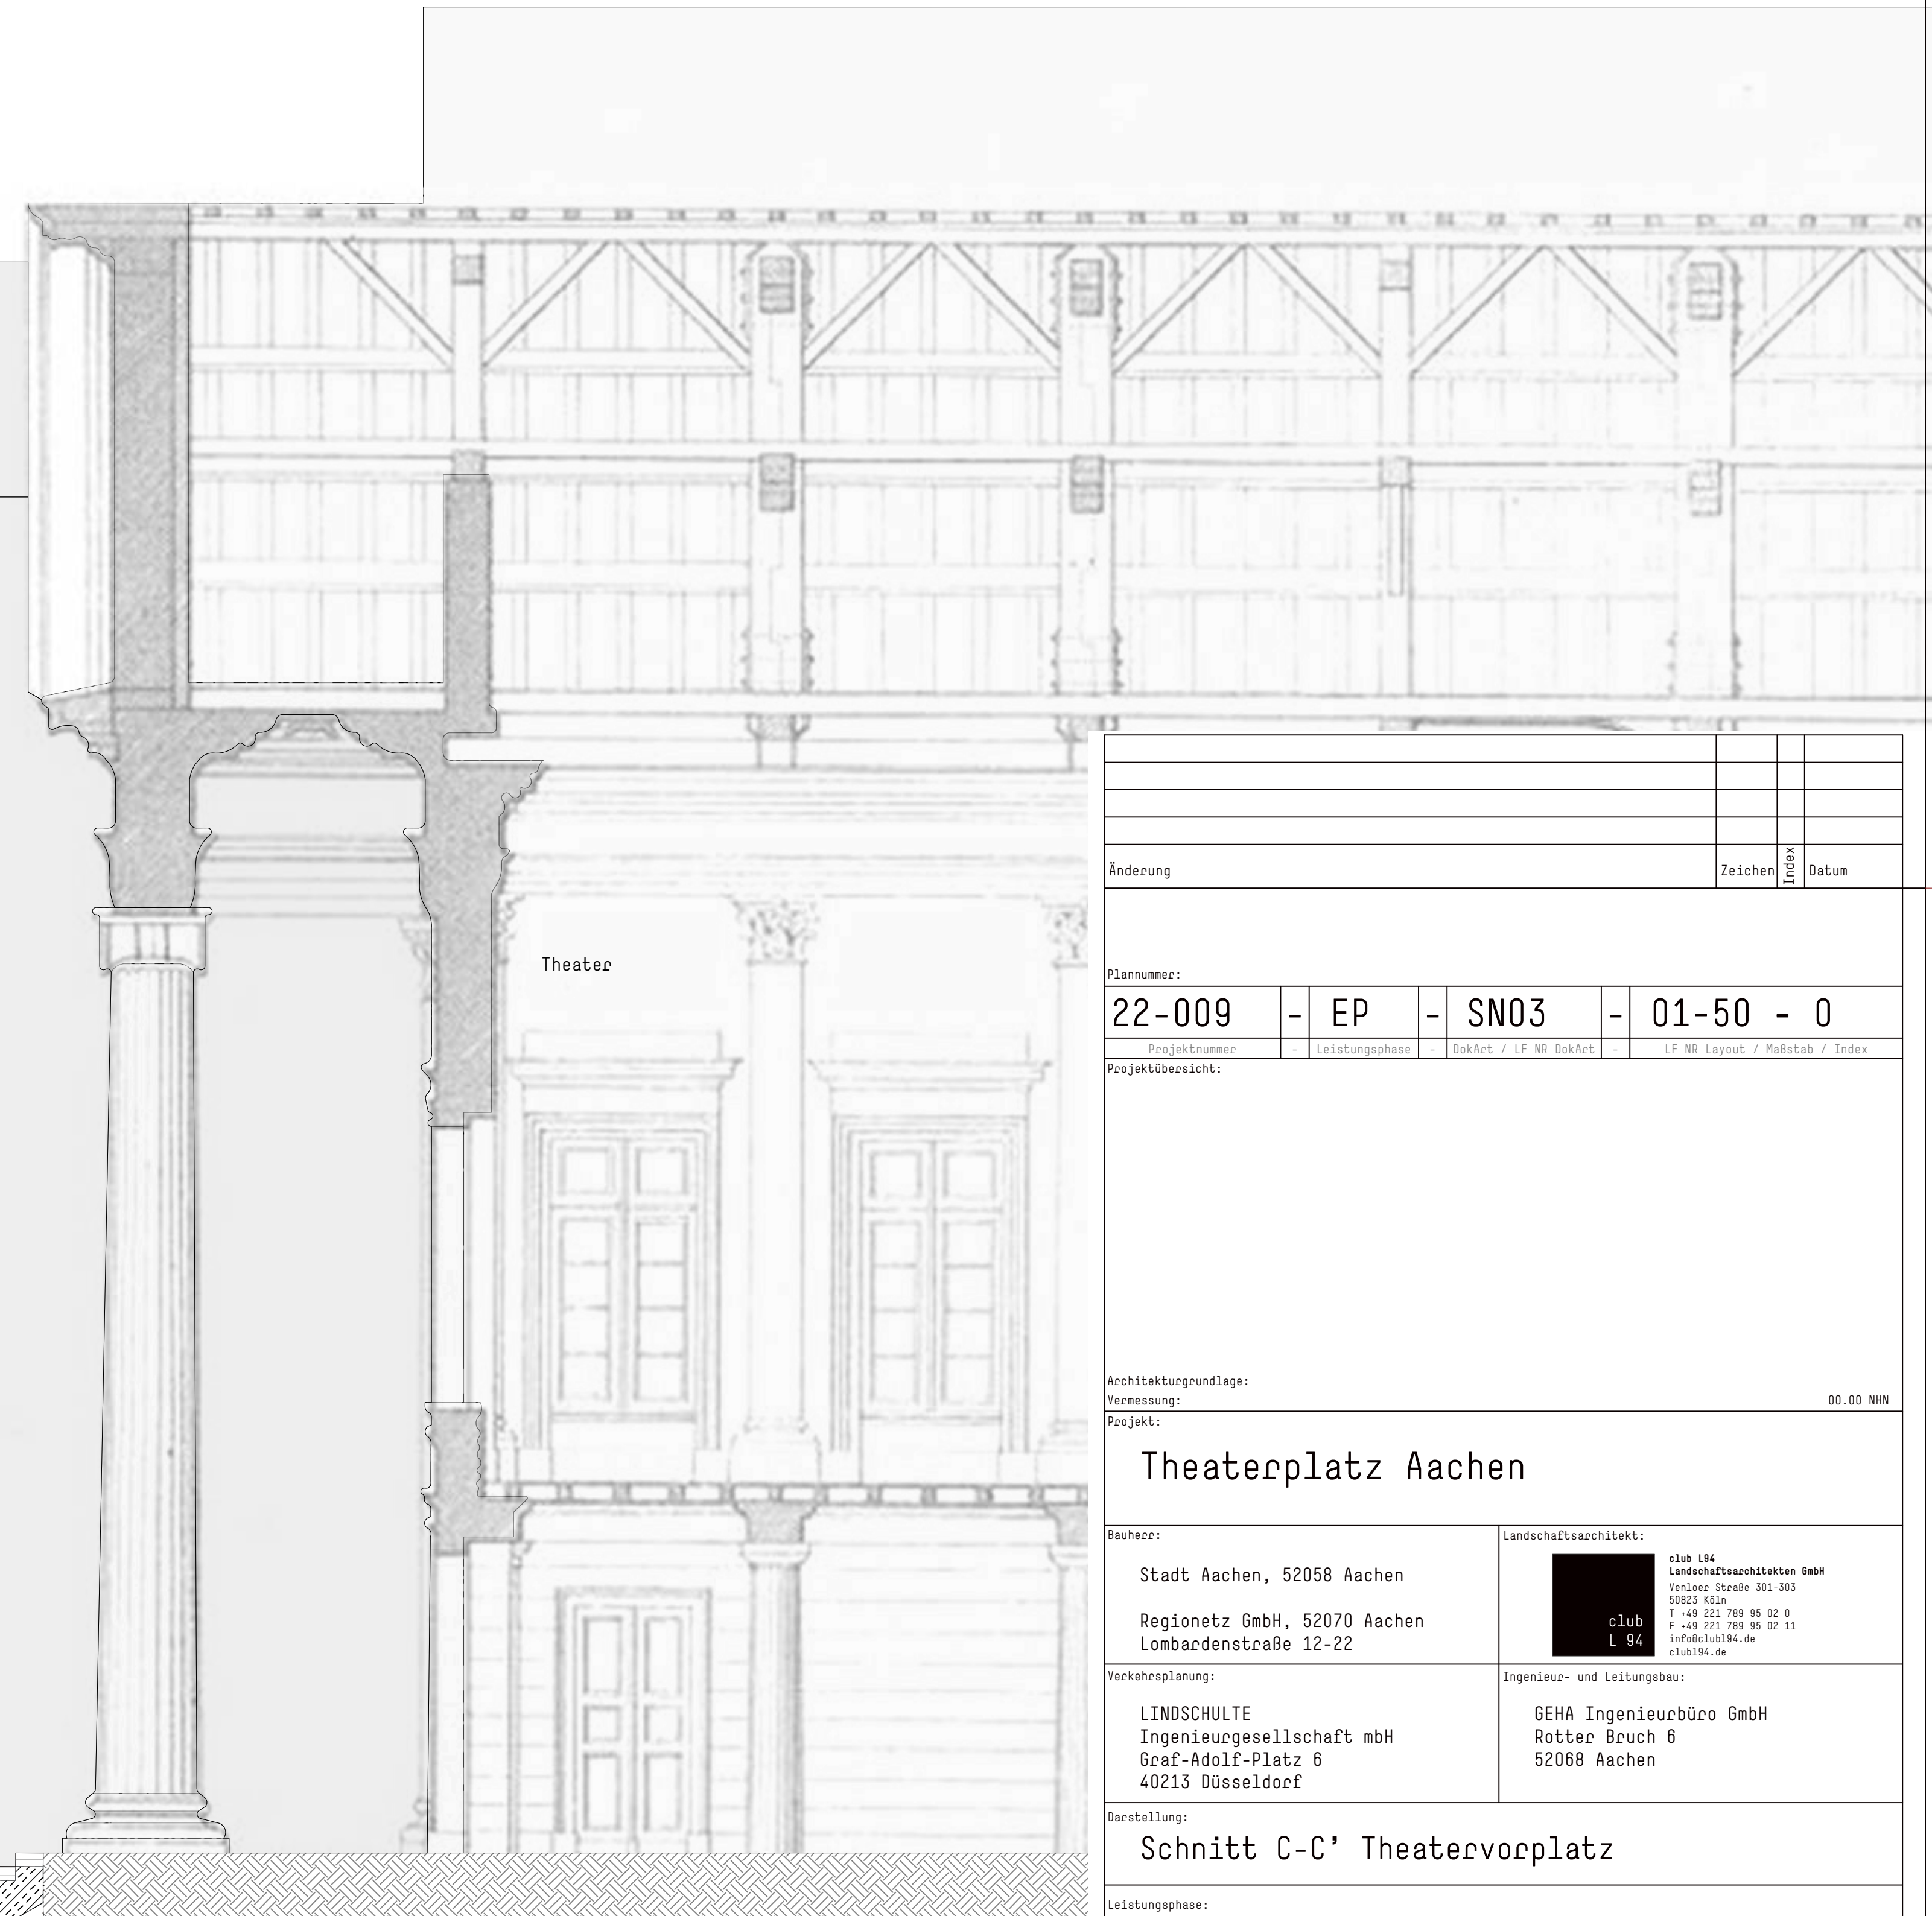 Theater
Änderung
Zeichen
Index
Datum
Plannummer:
22-009 - EP - SN03 - 01-50 - 0
Projektnummer - Leistungsphase - DokArt / LF NR DokArt - LF NR Layout / Maßstab / Index
Projektübersicht:
Architekturgrundlage:
Vermessung: 00.00 NHN
Projekt:
Theaterplatz Aachen
Bauherr:
Stadt Aachen, 52058 Aachen
Regionetz GmbH, 52070 Aachen
Lombardenstraße 12-22
Landschaftsarchitekt:
club
L 94
club L94
Landschaftsarchitekten GmbH
Venloer Straße 301-303
50823 Köln
T +49 221 789 95 02 0
F +49 221 789 95 02 11
info@clubl94.de
clubl94.de
Verkehrsplanung:
LINDSCHULTE
Ingenieurgesellschaft mbH
Graf-Adolf-Platz 6
40213 Düsseldorf
Ingenieur- und Leitungsbau:
GEHA Ingenieurbüro GmbH
Rotter Bruch 6
52068 Aachen
Darstellung:
Schnitt C-C’ Theatervorplatz
Leistungsphase: